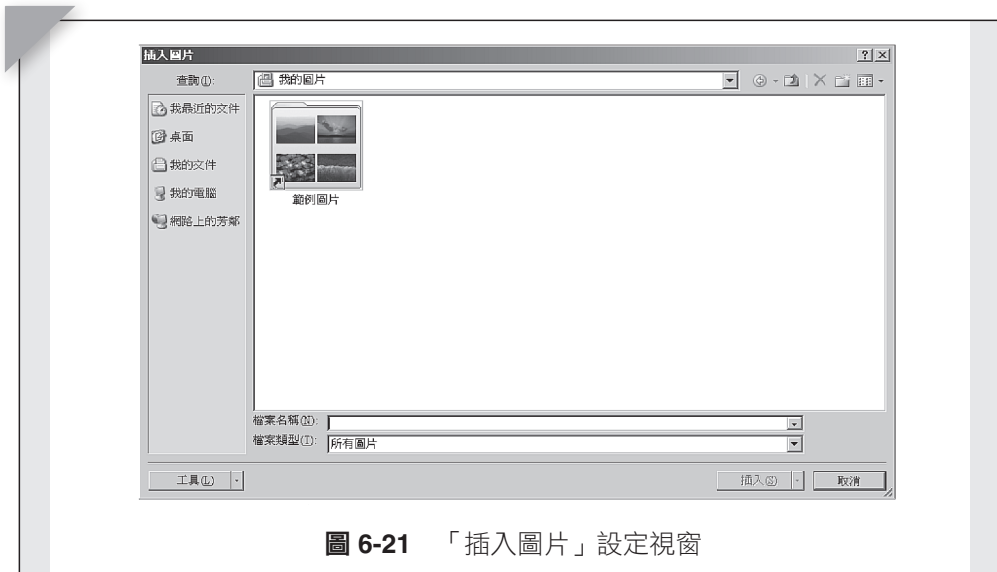 插入圖片
查詢(I): 我的圖片
我最近的文件
桌面
我的文件
我的電腦
網路上的芳鄰
範例圖片
檔案名稱(N):
檔案類型(T): 所有圖片
工具(L) 插入(S) 取消
圖 6-21 「插入圖片」設定視窗